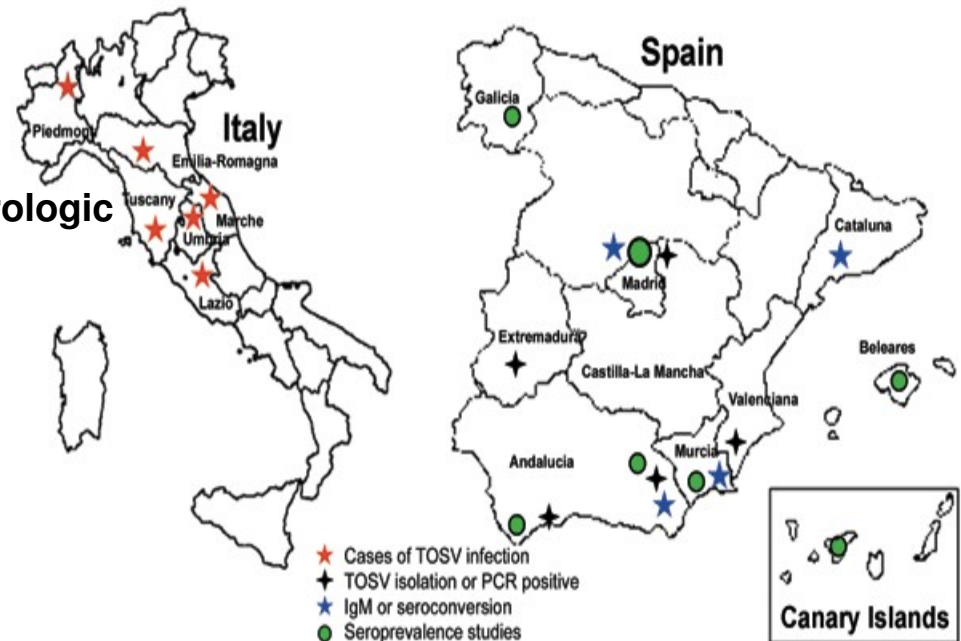 Spain
Galicia
Italy
Piedmont
Emilia-Romagna
Tuscany
rologic
Marche
Umbria
Cataluna
Madrid
Lazio
Extremadura
Beleares
Castilla-La Mancha
Valenciana
Murcia
Andalucia
Cases of TOSV infection
TOSV isolation or PCR positive
IgM or seroconversion
Seroprevalence studies
Canary Islands